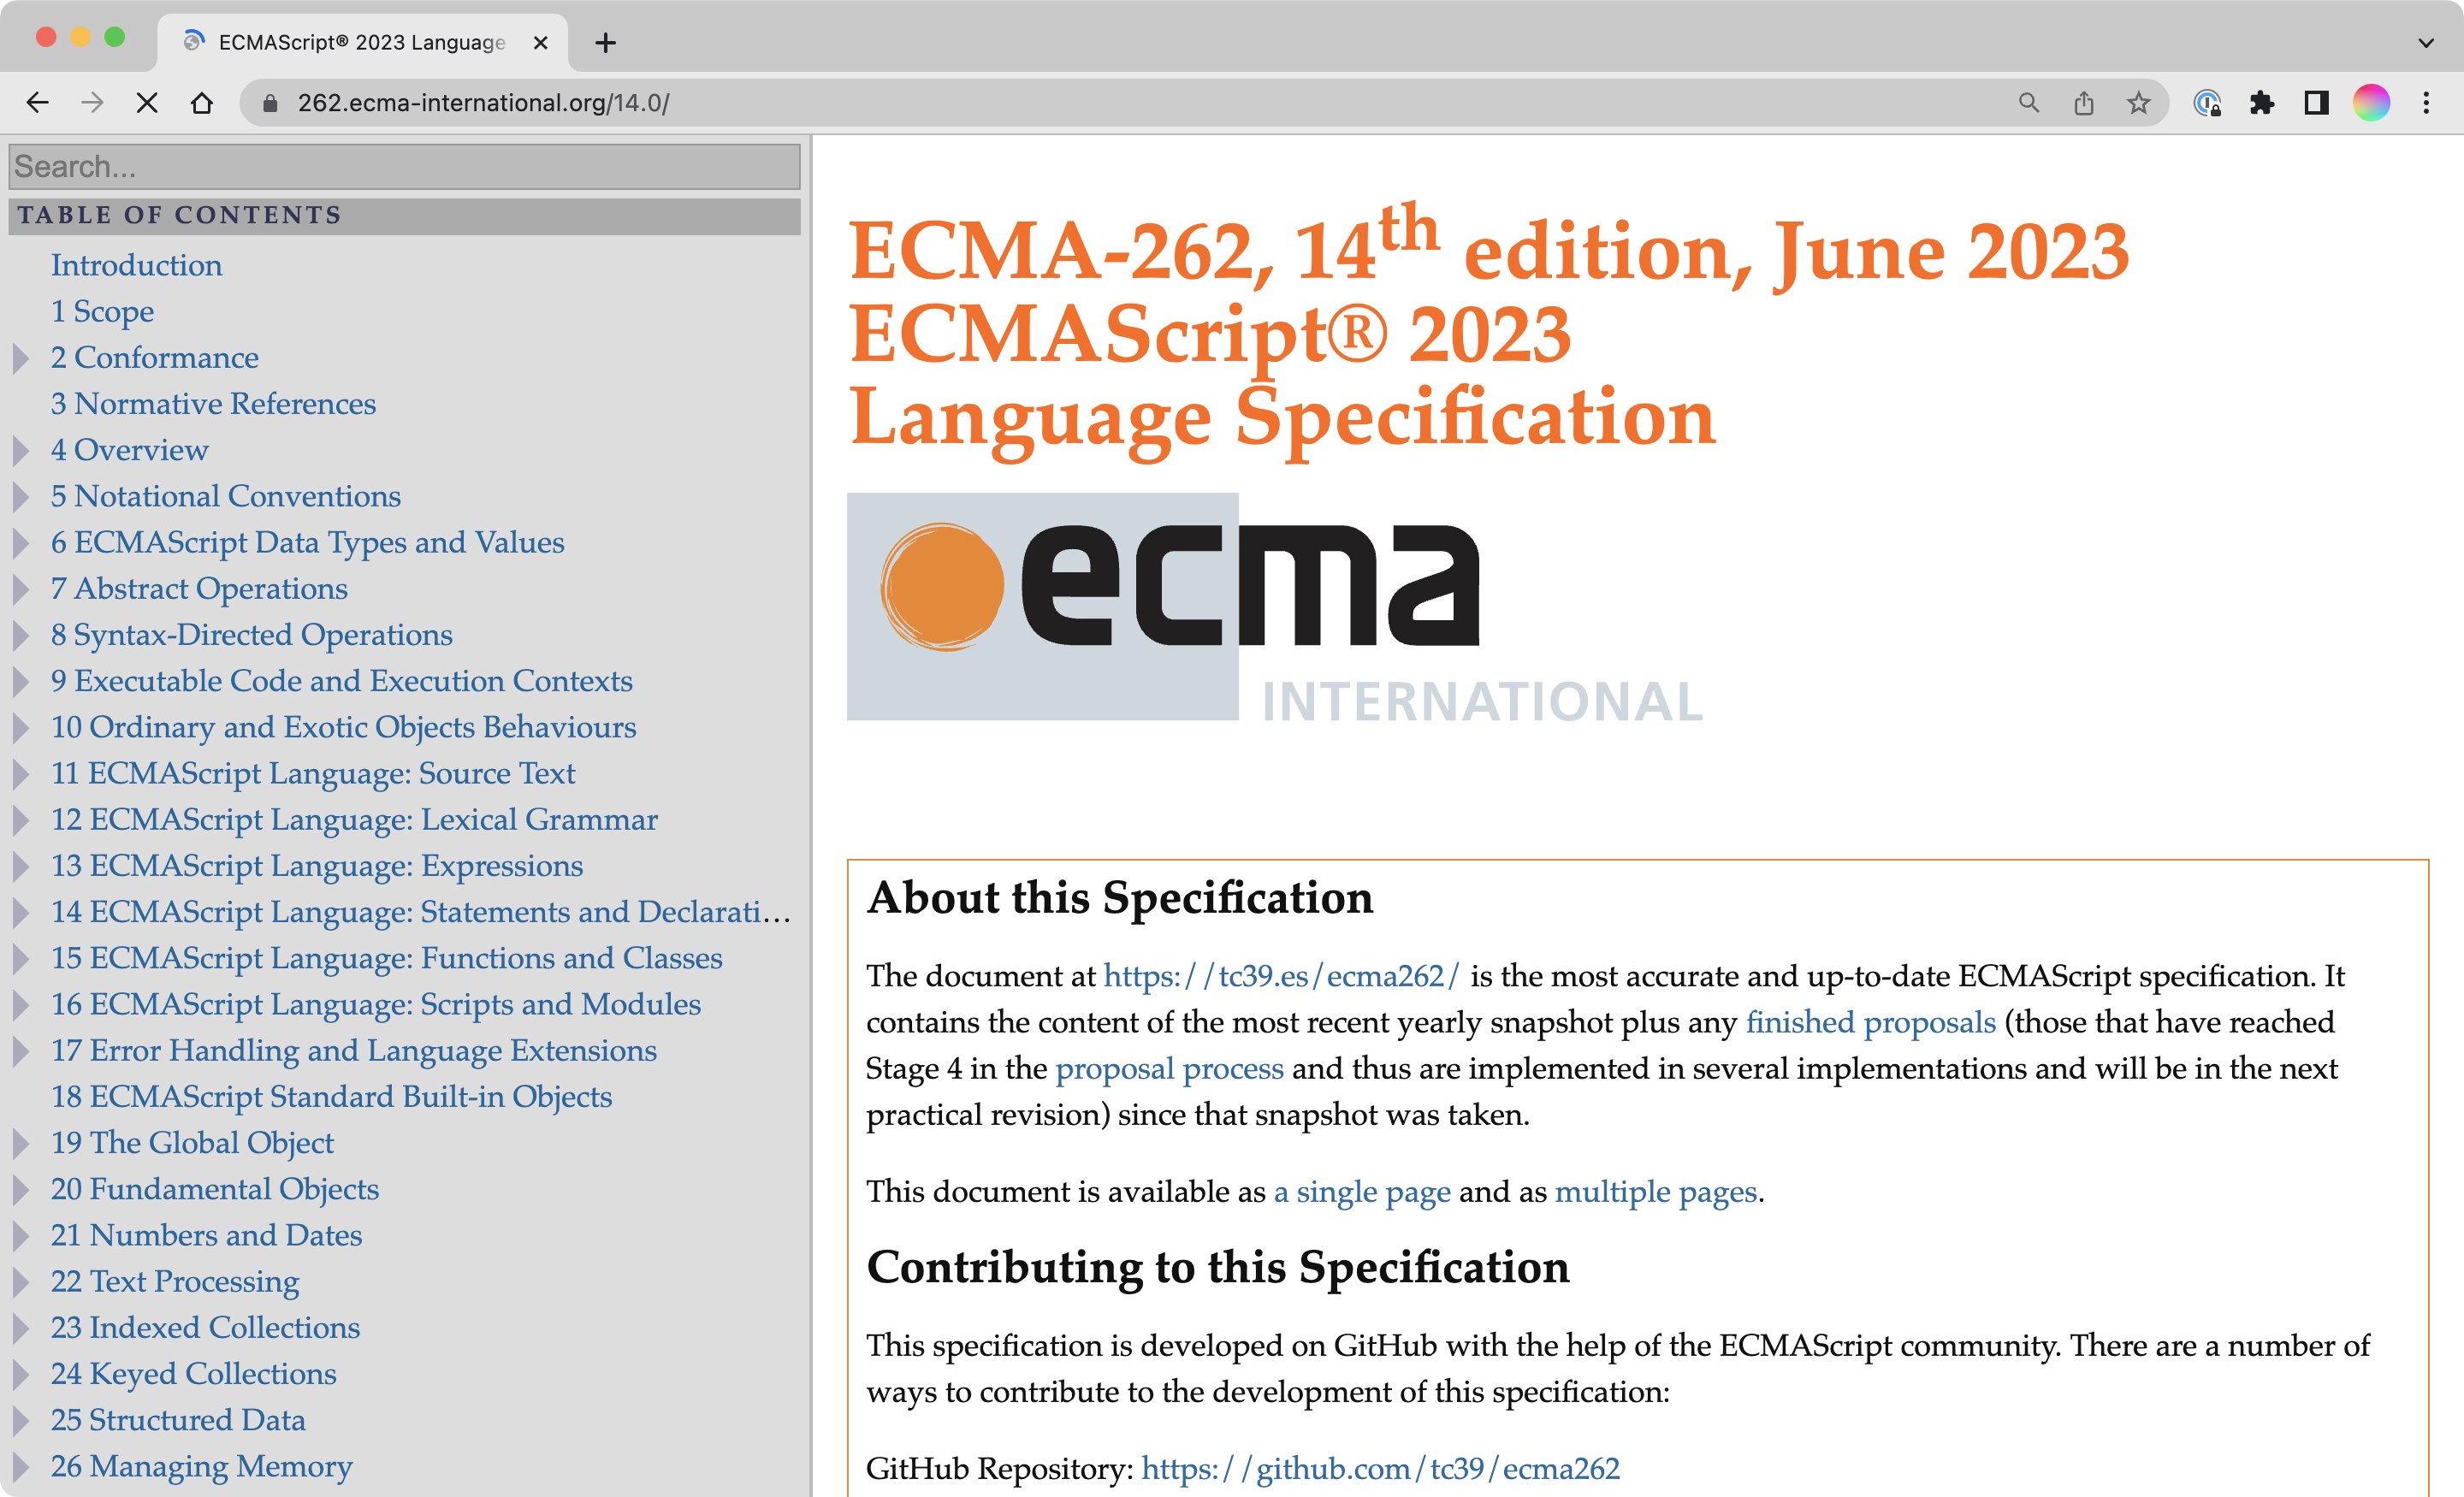 ECMAScript® 2023 Language
262.ecma-international.org/14.0/
Search...
TABLE OF CONTENTS
Introduction
1 Scope
2 Conformance
3 Normative References
4 Overview
5 Notational Conventions
6 ECMAScript Data Types and Values
7 Abstract Operations
8 Syntax-Directed Operations
9 Executable Code and Execution Contexts
10 Ordinary and Exotic Objects Behaviours
11 ECMAScript Language: Source Text
12 ECMAScript Language: Lexical Grammar
13 ECMAScript Language: Expressions
14 ECMAScript Language: Statements and Declarati…
15 ECMAScript Language: Functions and Classes
16 ECMAScript Language: Scripts and Modules
17 Error Handling and Language Extensions
18 ECMAScript Standard Built-in Objects
19 The Global Object
20 Fundamental Objects
21 Numbers and Dates
22 Text Processing
23 Indexed Collections
24 Keyed Collections
25 Structured Data
26 Managing Memory
ECMA-262, 14th edition, June 2023
ECMAScript® 2023
Language Specification
ecma
INTERNATIONAL
About this Specification
The document at https://tc39.es/ecma262/ is the most accurate and up-to-date ECMAScript specification. It
contains the content of the most recent yearly snapshot plus any finished proposals (those that have reached
Stage 4 in the proposal process and thus are implemented in several implementations and will be in the next
practical revision) since that snapshot was taken.
This document is available as a single page and as multiple pages.
Contributing to this Specification
This specification is developed on GitHub with the help of the ECMAScript community. There are a number of
ways to contribute to the development of this specification:
GitHub Repository: https://github.com/tc39/ecma262